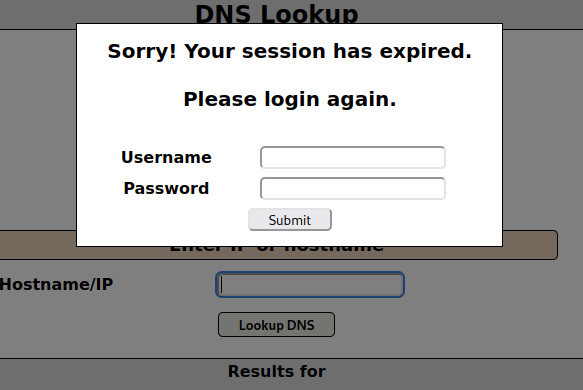 DNS Lookup
Sorry! Your session has expired.
Please login again.
Username
Password
Submit
Enter IP or hostname
Hostname/IP
Lookup DNS
Results for